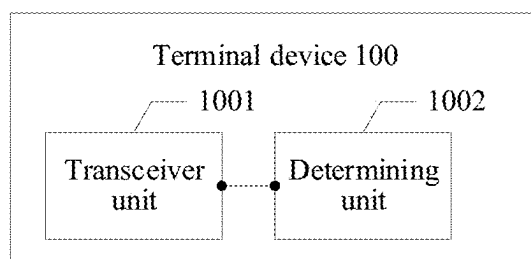 Terminal device 100
1001
1002
Transceiver
unit
Determining
unit